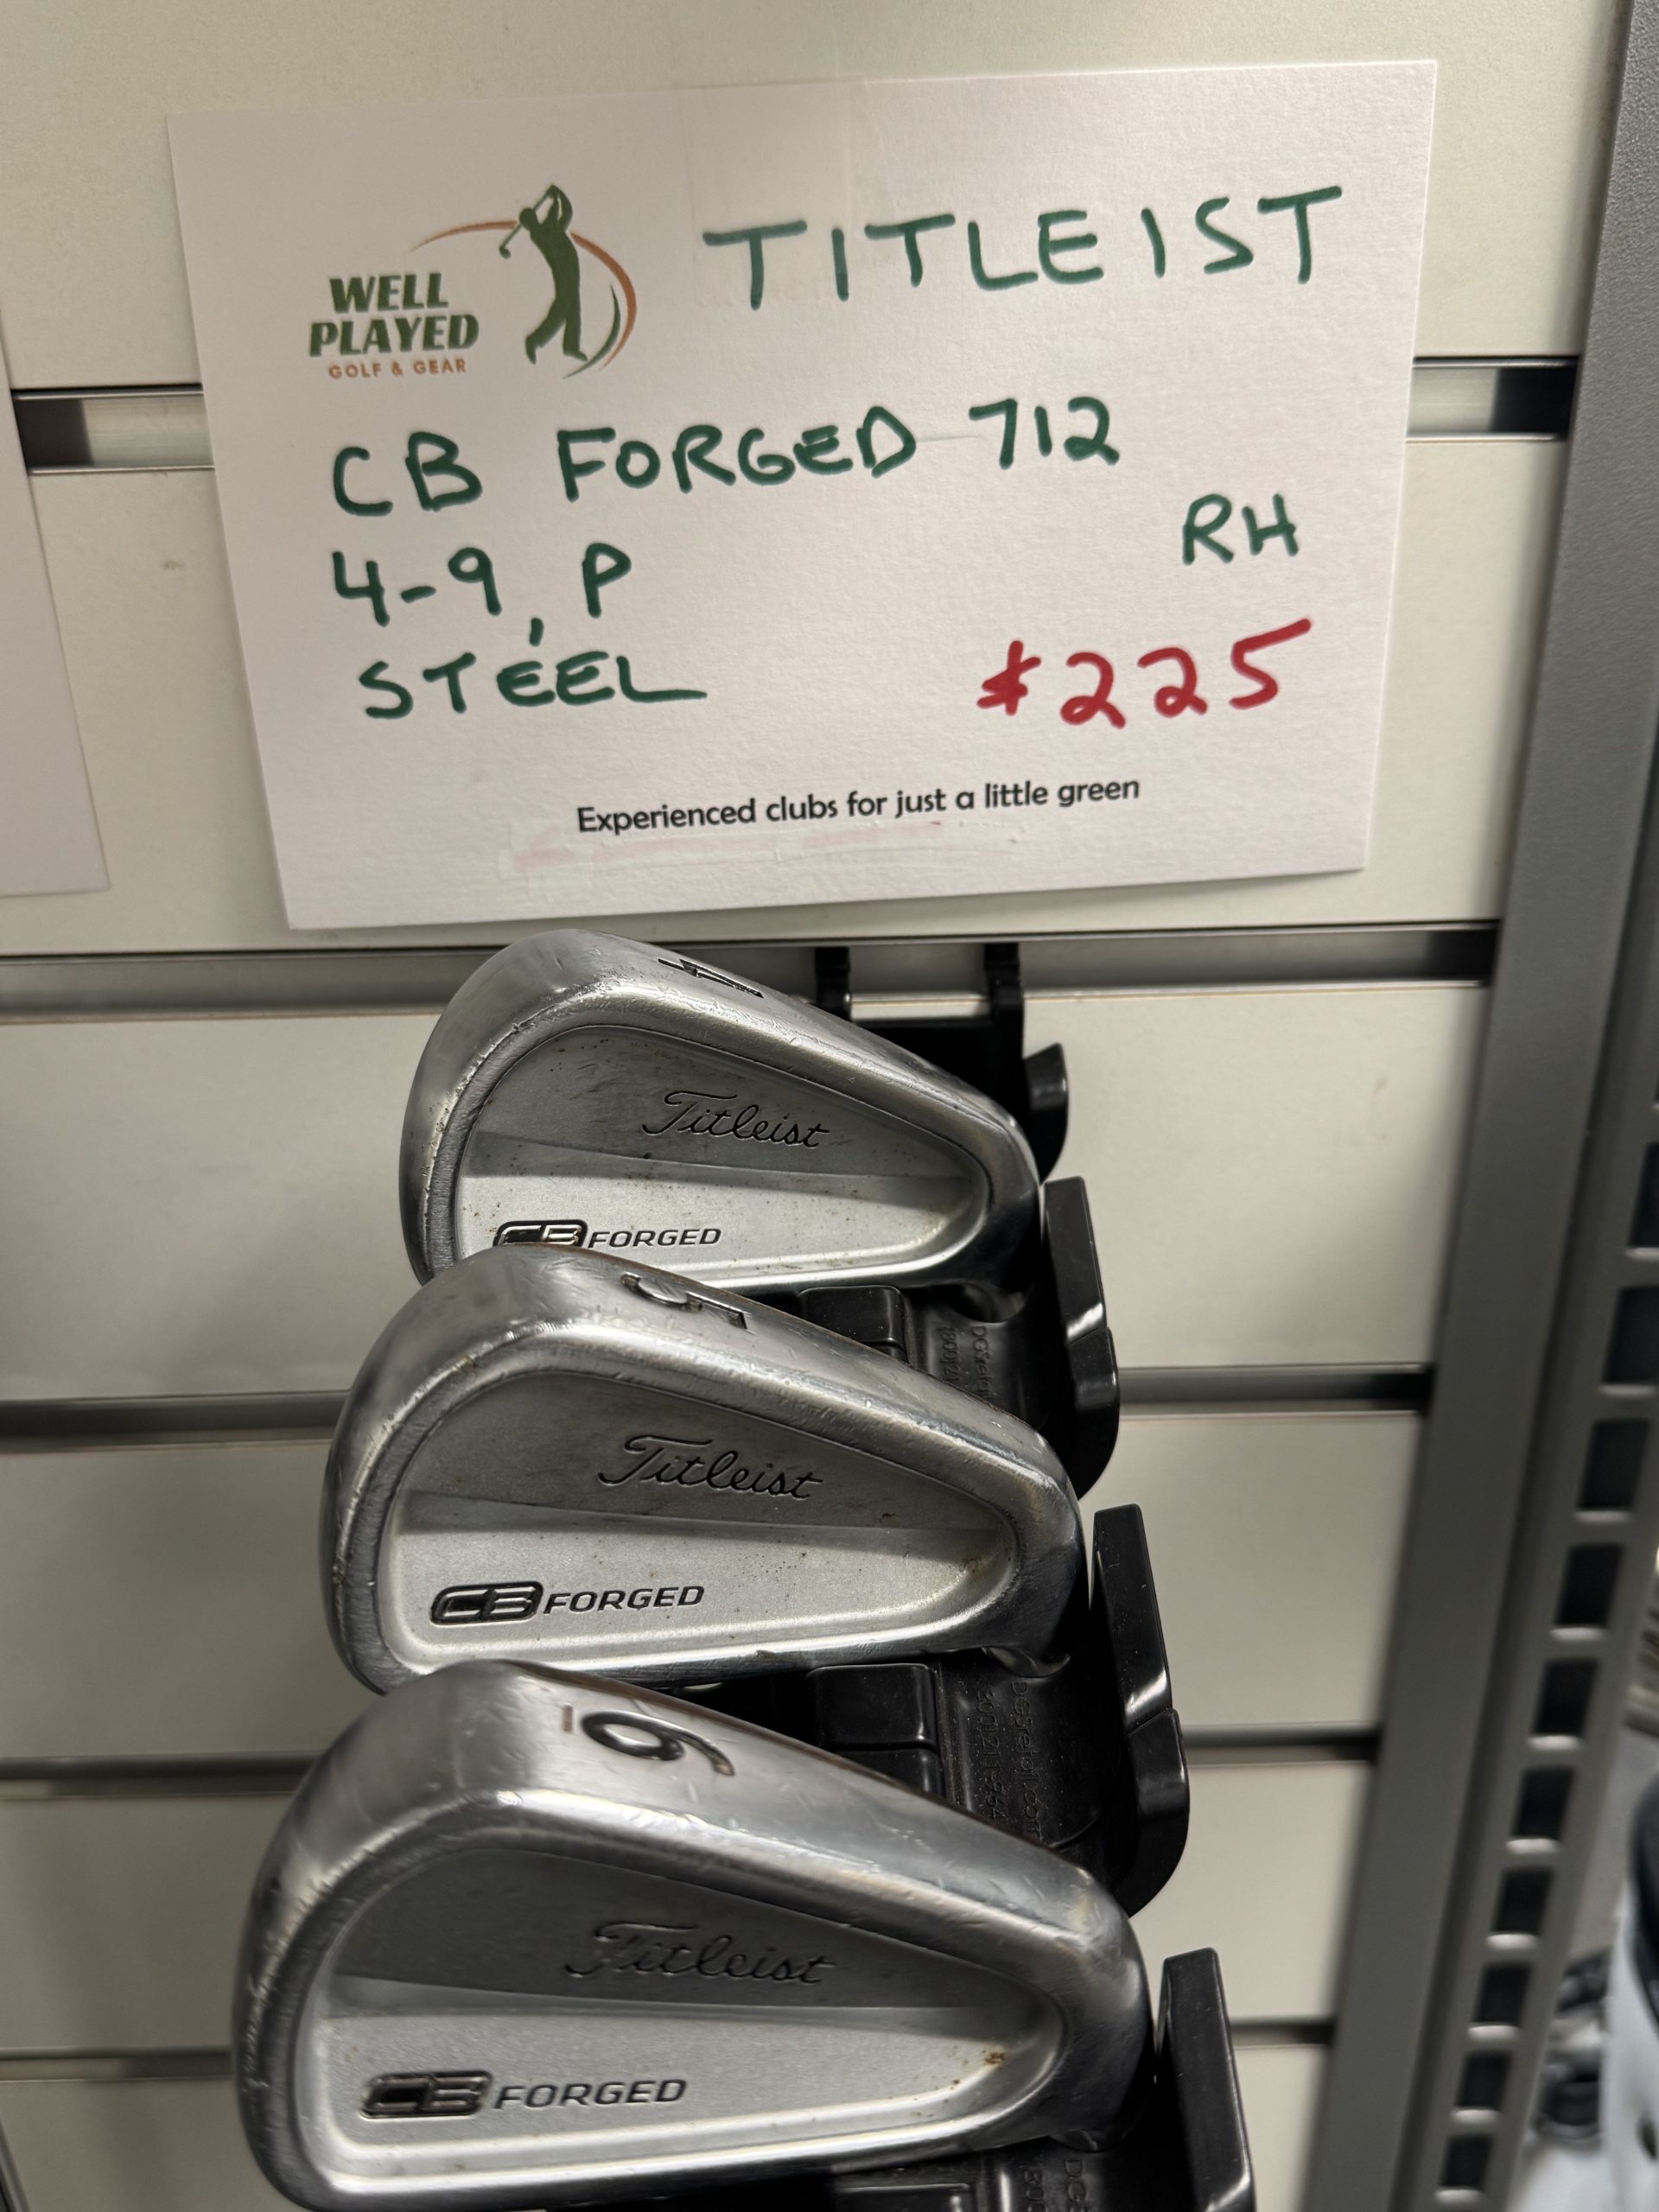 WELL
PLAYED
GOLF & GEAR
TITLEIST
CB FORGED 712
4-9, P
RH
STEEL
$225
Experienced clubs for just a little green
4
Titleist
CB FORGED
5
Titleist
CB FORGED
6
Titleist
CB FORGED